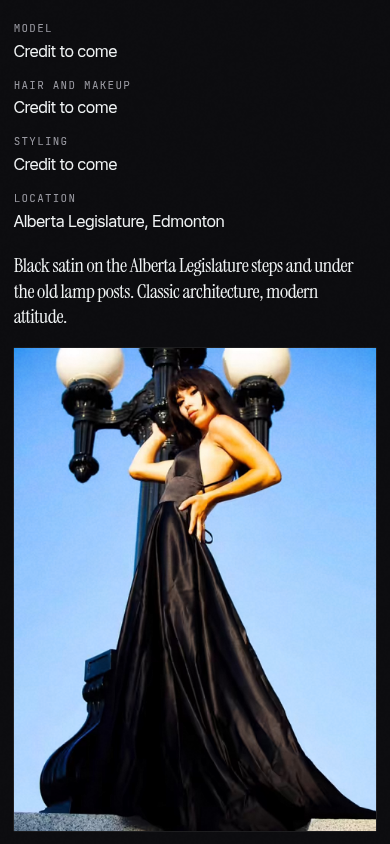 MODEL
Credit to come
HAIR AND MAKEUP
Credit to come
STYLING
Credit to come
LOCATION
Alberta Legislature, Edmonton
Black satin on the Alberta Legislature steps and under
the old lamp posts. Classic architecture, modern
attitude.